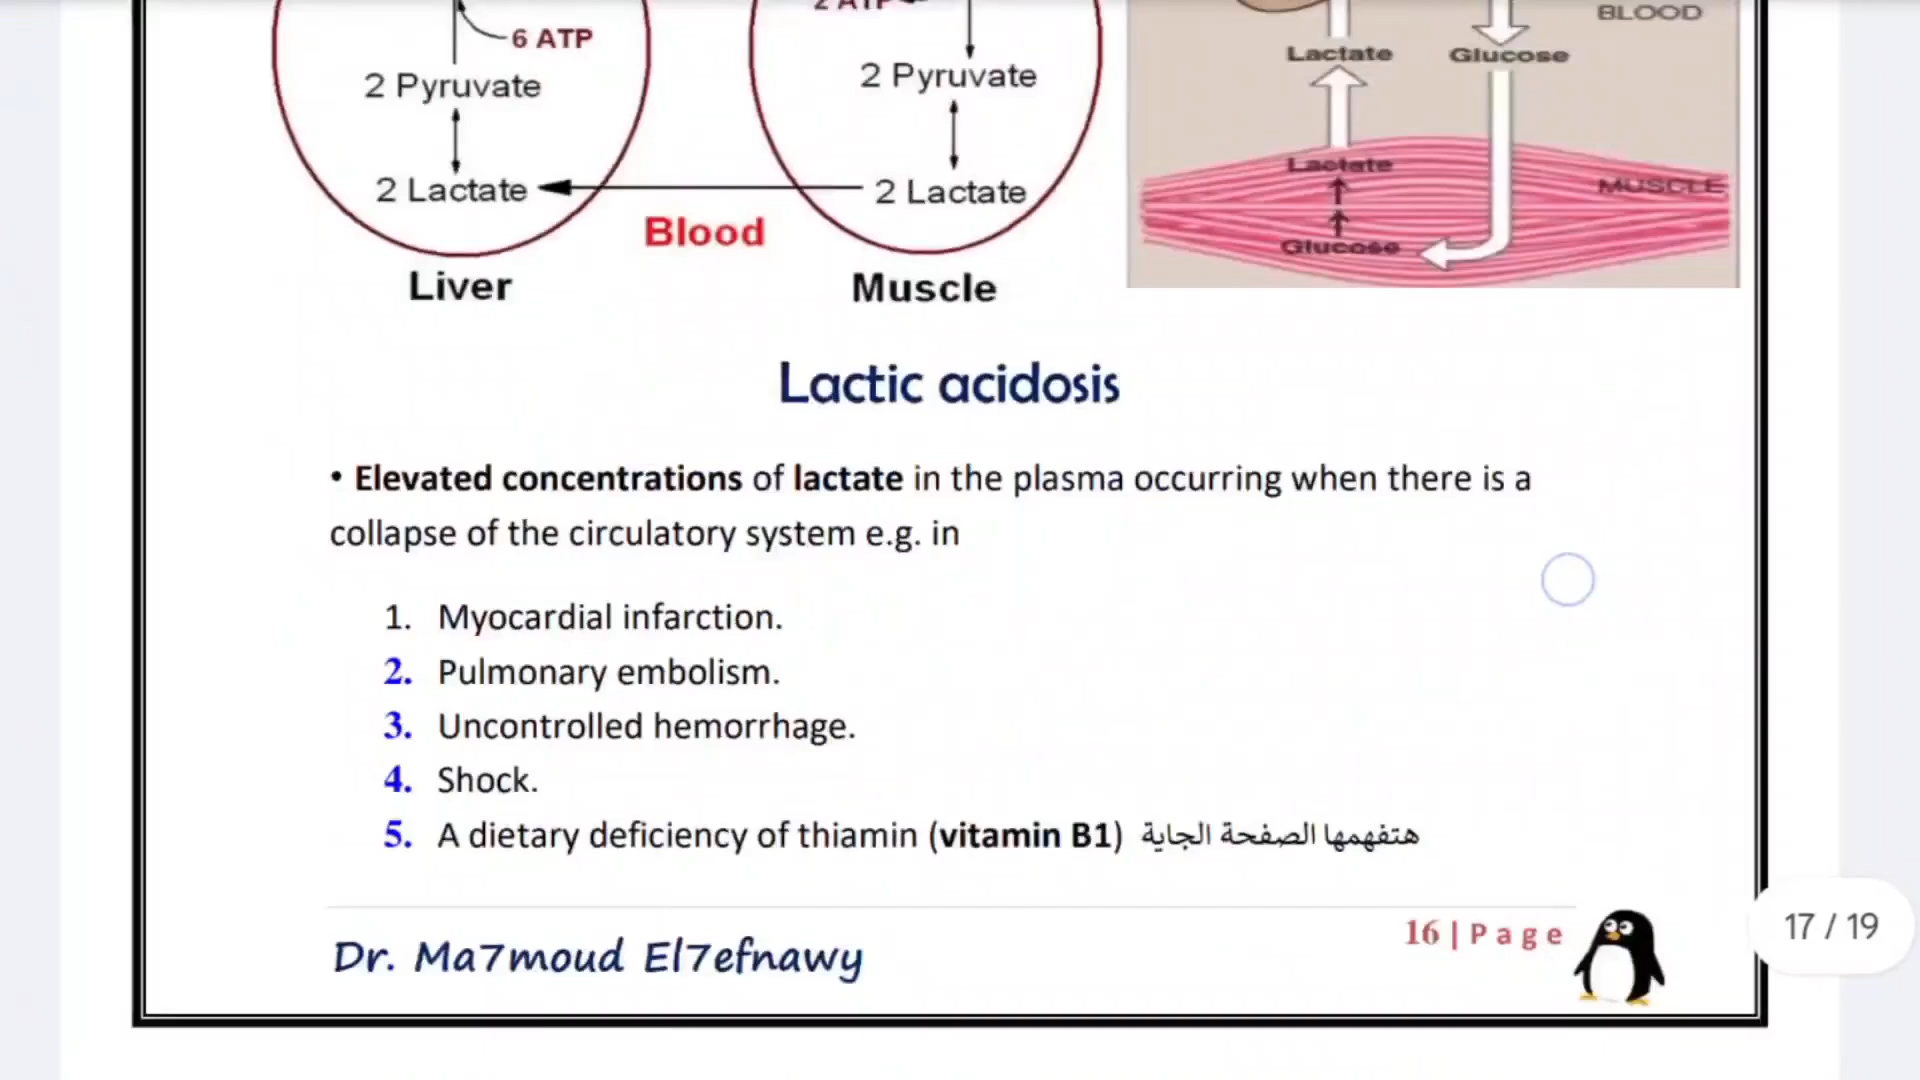 2 ATP
BLOOD
6 ATP
Lactate Glucose
2 Pyruvate
2 Pyruvate
Lactate
MUSCLE
2 Lactate
2 Lactate
Blood
Glucose
Liver
Muscle
Lactic acidosis
• Elevated concentrations of lactate in the plasma occurring when there is a
collapse of the circulatory system e.g. in
1. Myocardial infarction.
2. Pulmonary embolism.
3. Uncontrolled hemorrhage.
4. Shock.
5. A dietary deficiency of thiamin (vitamin B1) هتفهمها الصفحة الجاية
16 | Page
17 / 19
Dr. Ma7moud El7efnawy